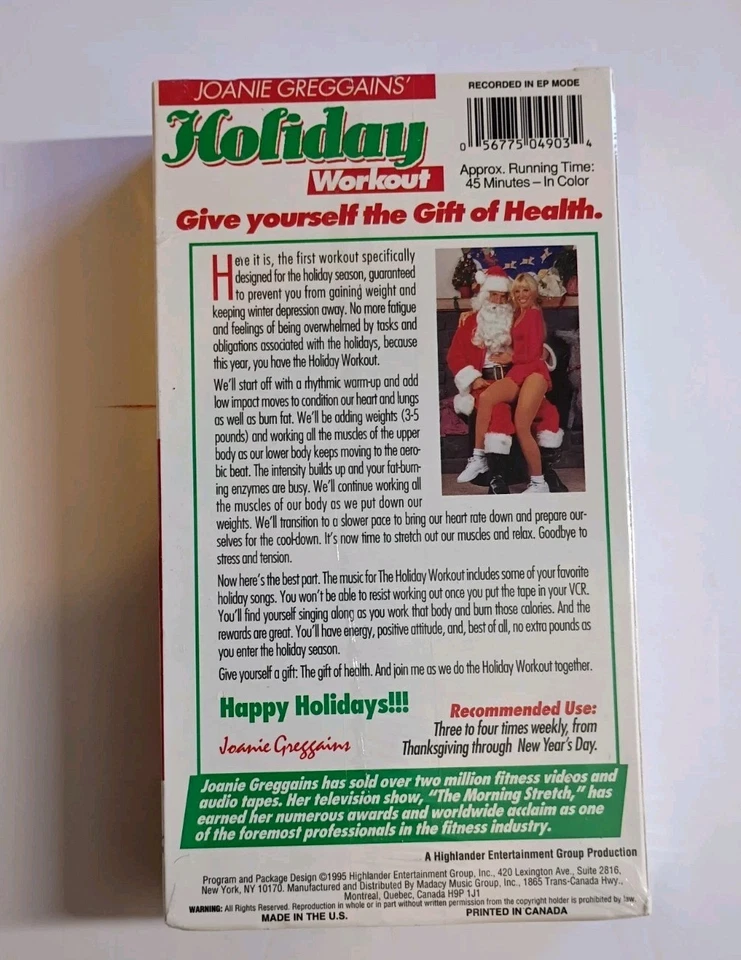 JOANIE GREGGAINS'
Holiday
Workout
RECORDED IN EP MODE
0 56775 04903 4
Approx. Running Time:
45 Minutes – In Color
Give yourself the Gift of Health.
Here it is, the first workout specifically
designed for the holiday season, guaranteed
to prevent you from gaining weight and
keeping winter depression away. No more fatigue
and feelings of being overwhelmed by tasks and
obligations associated with the holidays, because
this year, you have the Holiday Workout.
We'll start off with a rhythmic warm-up and add
low impact moves to condition our heart and lungs
as well as burn fat. We'll be adding weights (3-5
pounds) and working all the muscles of the upper
body as our lower body keeps moving to the aero-
bic beat. The intensity builds up and your fat-burn-
ing enzymes are busy. We'll continue working all
the muscles of our body as we put down our
weights. We'll transition to a slower pace to bring our heart rate down and prepare our-
selves for the cool-down. It's now time to stretch out our muscles and relax. Goodbye to
stress and tension.
Now here's the best part. The music for The Holiday Workout includes some of your favorite
holiday songs. You won't be able to resist working out once you put the tape in your VCR.
You'll find yourself singing along as you work that body and burn those calories. And the
rewards are great. You'll have energy, positive attitude, and, best of all, no extra pounds as
you enter the holiday season.
Give yourself a gift: The gift of health. And join me as we do the Holiday Workout together.
Happy Holidays!!!
Joanie Greggains
Recommended Use:
Three to four times weekly, from
Thanksgiving through New Year's Day.
Joanie Greggains has sold over two million fitness videos and
audio tapes. Her television show, "The Morning Stretch," has
earned her numerous awards and worldwide acclaim as one
of the foremost professionals in the fitness industry.
A Highlander Entertainment Group Production
Program and Package Design ©1995 Highlander Entertainment Group, Inc., 420 Lexington Ave., Suite 2816,
New York, NY 10170. Manufactured and Distributed By Madacy Music Group, Inc., 1865 Trans-Canada Hwy.,
Montreal, Quebec, Canada H9P 1J1
WARNING: All Rights Reserved. Reproduction in whole or in part without written permission from the copyright holder is prohibited by law.
MADE IN THE U.S.
PRINTED IN CANADA